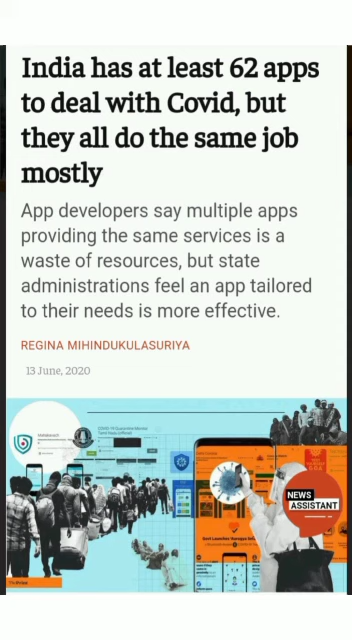 India has at least 62 apps
to deal with Covid, but
they all do the same job
mostly
App developers say multiple apps
providing the same services is a
waste of resources, but state
administrations feel an app tailored
to their needs is more effective.
REGINA MIHINDUKULASURIYA
13 June, 2020
NEWS
ASSISTANT